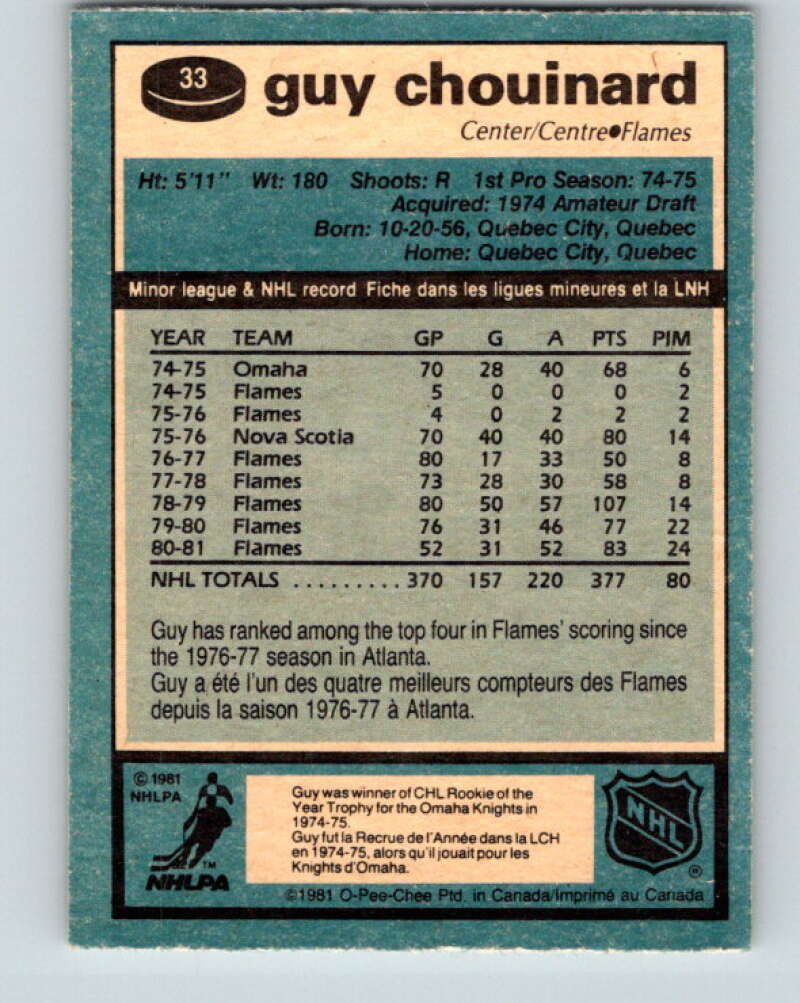 33 guy chouinard
Center/Centre●Flames
Ht: 5'11" Wt: 180 Shoots: R 1st Pro Season: 74-75
Acquired: 1974 Amateur Draft
Born: 10-20-56, Quebec City, Quebec
Home: Quebec City, Quebec
Minor league & NHL record Fiche dans les ligues mineures et la LNH
YEAR TEAM GP G A PTS PIM
74-75 Omaha 70 28 40 68 6
74-75 Flames 5 0 0 0 2
75-76 Flames 4 0 2 2 2
75-76 Nova Scotia 70 40 40 80 14
76-77 Flames 80 17 33 50 8
77-78 Flames 73 28 30 58 8
78-79 Flames 80 50 57 107 14
79-80 Flames 76 31 46 77 22
80-81 Flames 52 31 52 83 24
NHL TOTALS ......... 370 157 220 377 80
Guy has ranked among the top four in Flames' scoring since
the 1976-77 season in Atlanta.
Guy a été l'un des quatre meilleurs compteurs des Flames
depuis la saison 1976-77 à Atlanta.
© 1981
NHLPA
TM
NHLPA
Guy was winner of CHL Rookie of the
Year Trophy for the Omaha Knights in
1974-75.
Guy fut la Recrue de l'Année dans la LCH
en 1974-75, alors qu'il jouait pour les
Knights d'Omaha.
NHL
®
©1981 O-Pee-Chee Ptd. in Canada/Imprimé au Canada